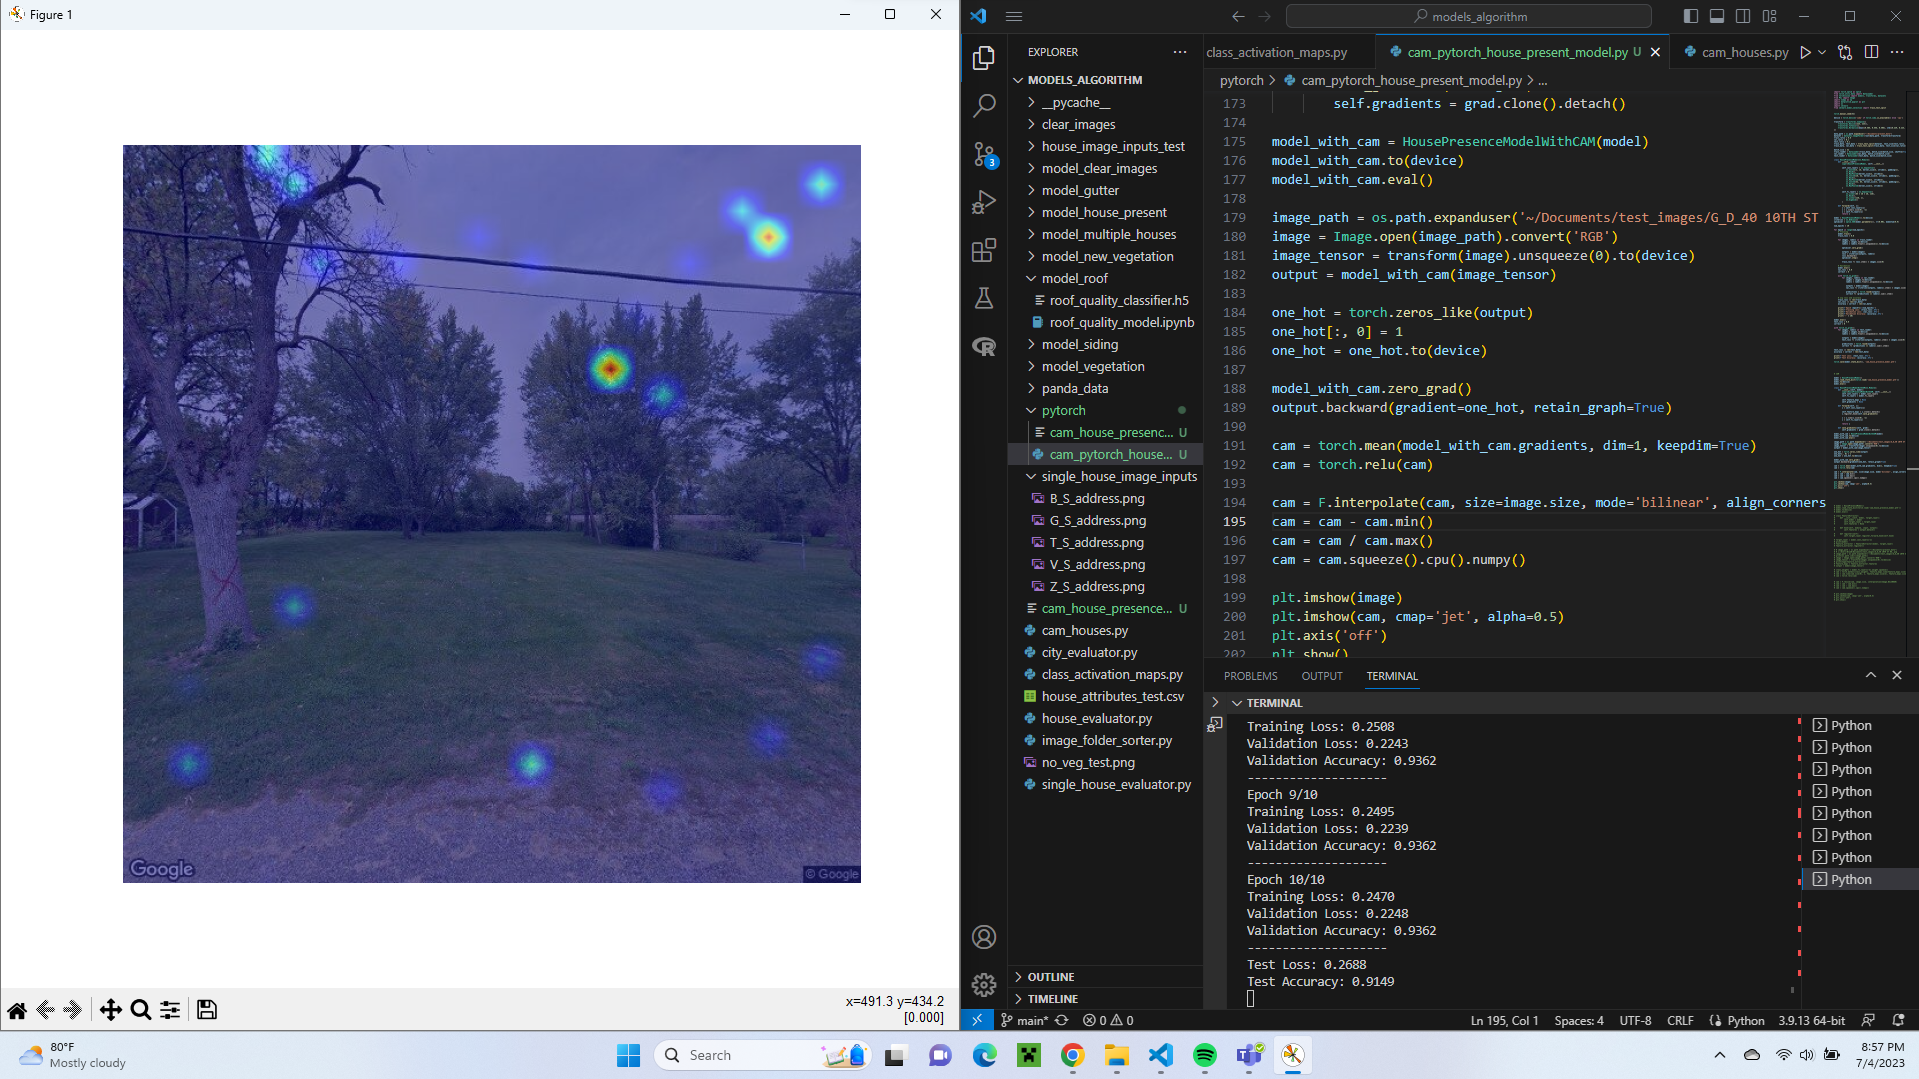 Figure 1
Google
© Google
x=491.3 y=434.2
[0.000]
models_algorithm
EXPLORER
MODELS_ALGORITHM
__pycache__
clear_images
house_image_inputs_test
model_clear_images
model_gutter
model_house_present
model_multiple_houses
model_new_vegetation
model_roof
roof_quality_classifier.h5
roof_quality_model.ipynb
model_siding
model_vegetation
panda_data
pytorch
cam_house_presenc... U
cam_pytorch_house... U
single_house_image_inputs
B_S_address.png
G_S_address.png
T_S_address.png
V_S_address.png
Z_S_address.png
cam_house_presence... U
cam_houses.py
city_evaluator.py
class_activation_maps.py
house_attributes_test.csv
house_evaluator.py
image_folder_sorter.py
no_veg_test.png
single_house_evaluator.py
OUTLINE
TIMELINE
3
class_activation_maps.py
cam_pytorch_house_present_model.py U
cam_houses.py
pytorch > cam_pytorch_house_present_model.py > ...
173 self.gradients = grad.clone().detach()
174
175 model_with_cam = HousePresenceModelWithCAM(model)
176 model_with_cam.to(device)
177 model_with_cam.eval()
178
179 image_path = os.path.expanduser('~/Documents/test_images/G_D_40 10TH ST
180 image = Image.open(image_path).convert('RGB')
181 image_tensor = transform(image).unsqueeze(0).to(device)
182 output = model_with_cam(image_tensor)
183
184 one_hot = torch.zeros_like(output)
185 one_hot[:, 0] = 1
186 one_hot = one_hot.to(device)
187
188 model_with_cam.zero_grad()
189 output.backward(gradient=one_hot, retain_graph=True)
190
191 cam = torch.mean(model_with_cam.gradients, dim=1, keepdim=True)
192 cam = torch.relu(cam)
193
194 cam = F.interpolate(cam, size=image.size, mode='bilinear', align_corners
195 cam = cam - cam.min()
196 cam = cam / cam.max()
197 cam = cam.squeeze().cpu().numpy()
198
199 plt.imshow(image)
200 plt.imshow(cam, cmap='jet', alpha=0.5)
201 plt.axis('off')
202 plt.show()
PROBLEMS OUTPUT TERMINAL
TERMINAL
Training Loss: 0.2508
Validation Loss: 0.2243
Validation Accuracy: 0.9362
--------------------
Epoch 9/10
Training Loss: 0.2495
Validation Loss: 0.2239
Validation Accuracy: 0.9362
--------------------
Epoch 10/10
Training Loss: 0.2470
Validation Loss: 0.2248
Validation Accuracy: 0.9362
--------------------
Test Loss: 0.2688
Test Accuracy: 0.9149
Python
Python
Python
Python
Python
Python
Python
Python
main* 0 0
Ln 195, Col 1 Spaces: 4 UTF-8 CRLF Python 3.9.13 64-bit
80°F
Mostly cloudy
Search
8:57 PM
7/4/2023